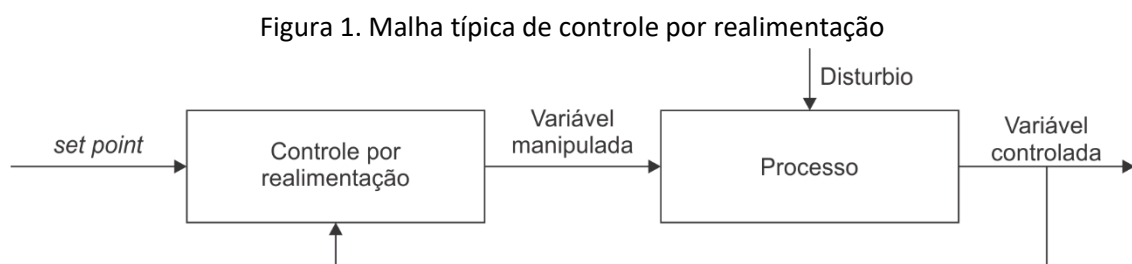 Figura 1. Malha típica de controle por realimentação
Disturbio
set point
Controle por
realimentação
Variável
manipulada
Processo
Variável
controlada